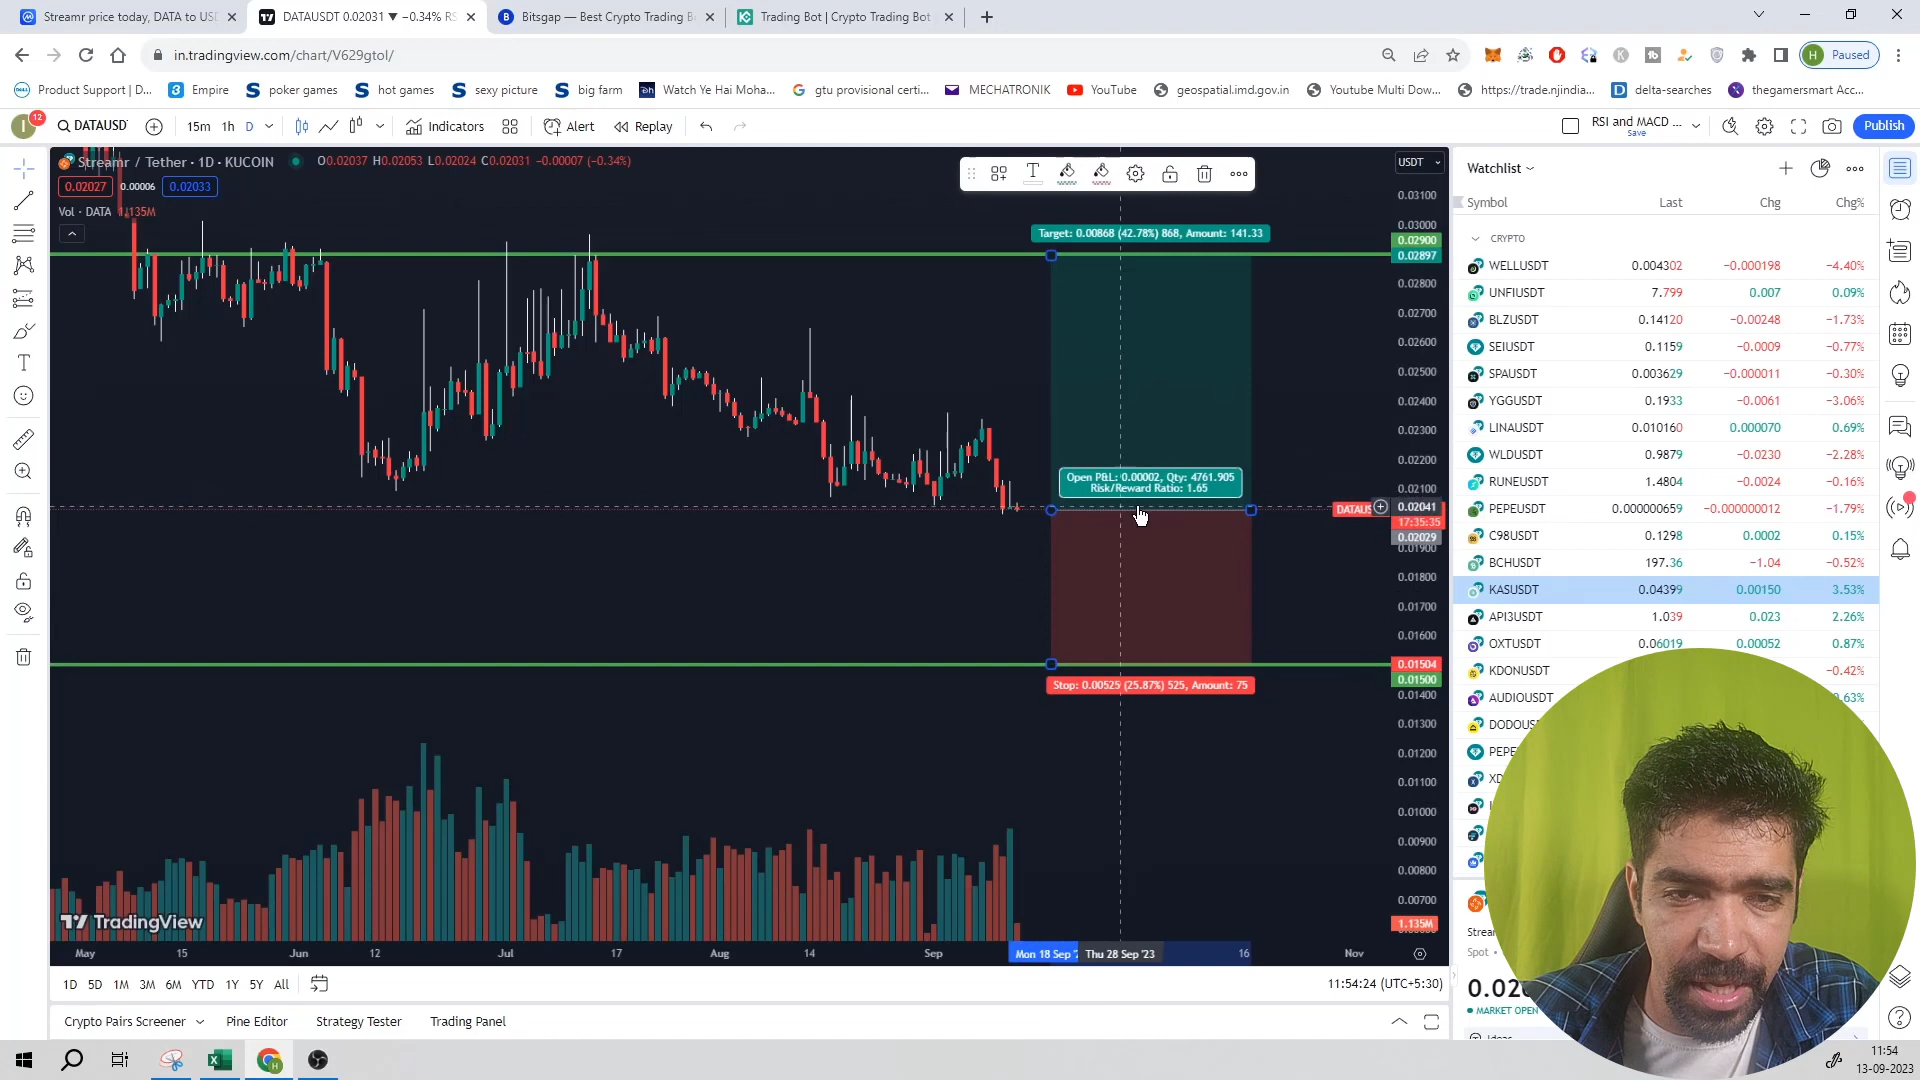 Streamr price today, DATA to USD
DATAUSDT 0.02031 ▼ −0.34% RS
Bitsgap — Best Crypto Trading B
Trading Bot | Crypto Trading Bot
in.tradingview.com/chart/V629gtol/
H Paused
Product Support | D...
Empire
poker games
hot games
sexy picture
big farm
Watch Ye Hai Moha...
gtu provisional certi...
MECHATRONIK
YouTube
geospatial.imd.gov.in
Youtube Multi Dow...
https://trade.njindia...
delta-searches
thegamersmart Acc...
I 12
DATAUSDT
15m 1h D
Indicators
Alert
Replay
RSI and MACD ...
Save
Publish
Streamr / Tether · 1D · KUCOIN
O0.02037 H0.02053 L0.02024 C0.02031 −0.00007 (−0.34%)
0.02027 0.00006 0.02033
Vol · DATA 1.135M
USDT
Target: 0.00868 (42.78%) 868, Amount: 141.33
Open P&L: 0.00002, Qty: 4761.905
Risk/Reward Ratio: 1.65
Stop: 0.00525 (25.87%) 525, Amount: 75
0.03100
0.03000
0.02900
0.02897
0.02800
0.02700
0.02600
0.02500
0.02400
0.02300
0.02200
0.02100
DATAUS
0.02041
17:35:35
0.02029
0.01900
0.01800
0.01700
0.01600
0.01504
0.01500
0.01400
0.01300
0.01200
0.01100
0.01000
0.00900
0.00800
0.00700
1.135M
TradingView
May 15 Jun 12 Jul 17 Aug 14 Sep Mon 18 Sep '2 Thu 28 Sep '23 16 Nov
1D 5D 1M 3M 6M YTD 1Y 5Y All
11:54:24 (UTC+5:30)
Crypto Pairs Screener
Pine Editor
Strategy Tester
Trading Panel
Watchlist
Symbol Last Chg Chg%
CRYPTO
WELLUSDT 0.004302 −0.000198 −4.40%
UNFIUSDT 7.799 0.007 0.09%
BLZUSDT 0.14120 −0.00248 −1.73%
SEIUSDT 0.1159 −0.0009 −0.77%
SPAUSDT 0.003629 −0.000011 −0.30%
YGGUSDT 0.1933 −0.0061 −3.06%
LINAUSDT 0.010160 0.000070 0.69%
WLDUSDT 0.9879 −0.0230 −2.28%
RUNEUSDT 1.4804 −0.0024 −0.16%
PEPEUSDT 0.000000659 −0.000000012 −1.79%
C98USDT 0.1298 0.0002 0.15%
BCHUSDT 197.36 −1.04 −0.52%
KASUSDT 0.04399 0.00150 3.53%
API3USDT 1.039 0.023 2.26%
OXTUSDT 0.06019 0.00052 0.87%
KDONUSDT −0.42%
AUDIOUSDT
DODOUS
PEPE
XD
Stream
Spot •
0.020
MARKET OPEN
11:54
13-09-2023